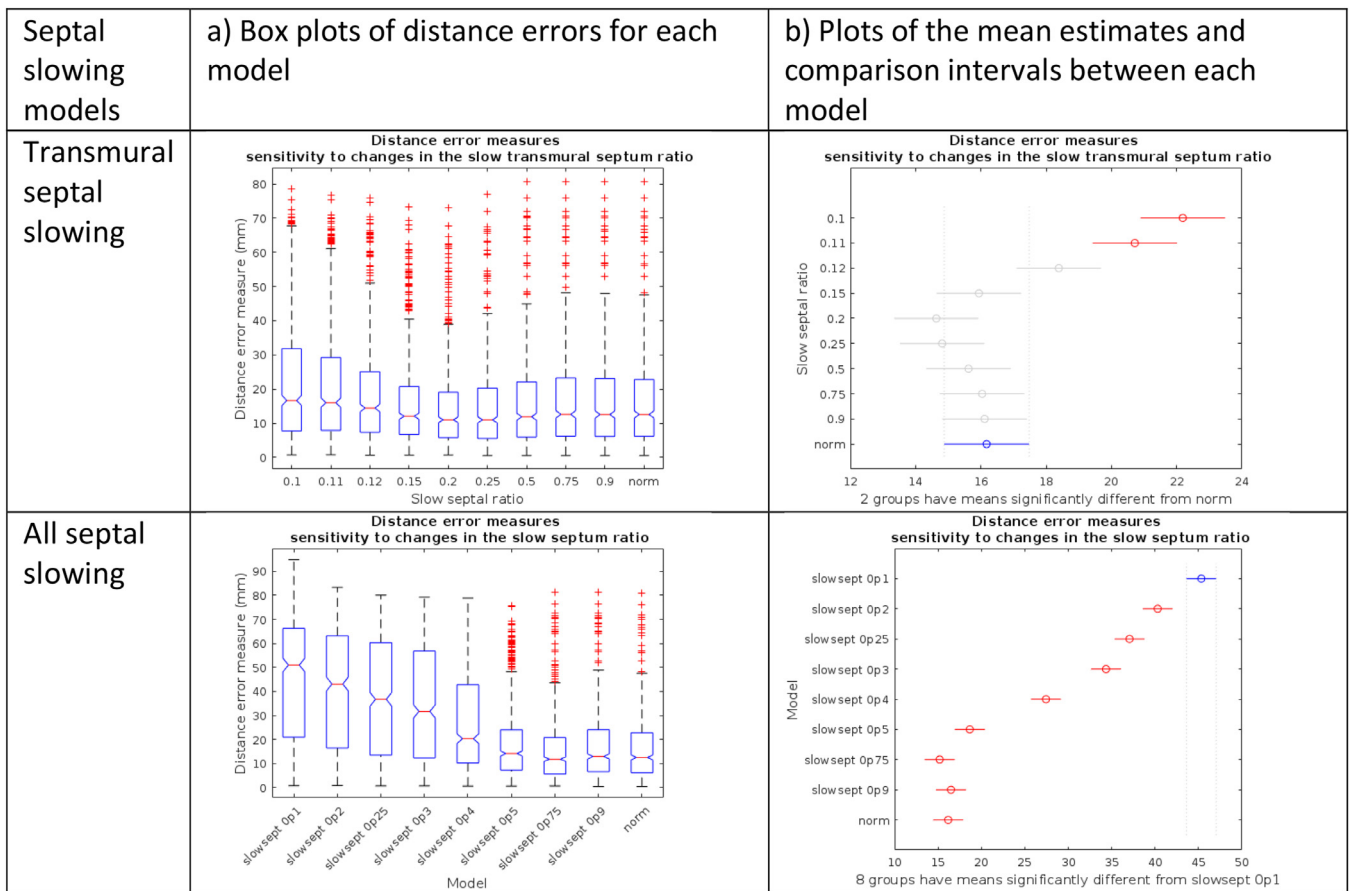 Septal
slowing
models
a) Box plots of distance errors for each
model
b) Plots of the mean estimates and
comparison intervals between each
model
Transmural
septal
slowing
Distance error measures
sensitivity to changes in the slow transmural septum ratio
Distance error measure (mm)
80
70
60
50
40
30
20
10
0
0.1 0.11 0.12 0.15 0.2 0.25 0.5 0.75 0.9 norm
Slow septal ratio
Distance error measures
sensitivity to changes in the slow transmural septum ratio
Slow septal ratio
0.1
0.11
0.12
0.15
0.2
0.25
0.5
0.75
0.9
norm
12 14 16 18 20 22 24
2 groups have means significantly different from norm
All septal
slowing
Distance error measures
sensitivity to changes in the slow septum ratio
Distance error measure (mm)
90
80
70
60
50
40
30
20
10
0
slowsept 0p1 slowsept 0p2 slowsept 0p25 slowsept 0p3 slowsept 0p4 slowsept 0p5 slowsept 0p75 slowsept 0p9 norm
Model
Distance error measures
sensitivity to changes in the slow septum ratio
Model
slowsept 0p1
slowsept 0p2
slowsept 0p25
slowsept 0p3
slowsept 0p4
slowsept 0p5
slowsept 0p75
slowsept 0p9
norm
10 15 20 25 30 35 40 45 50
8 groups have means significantly different from slowsept 0p1